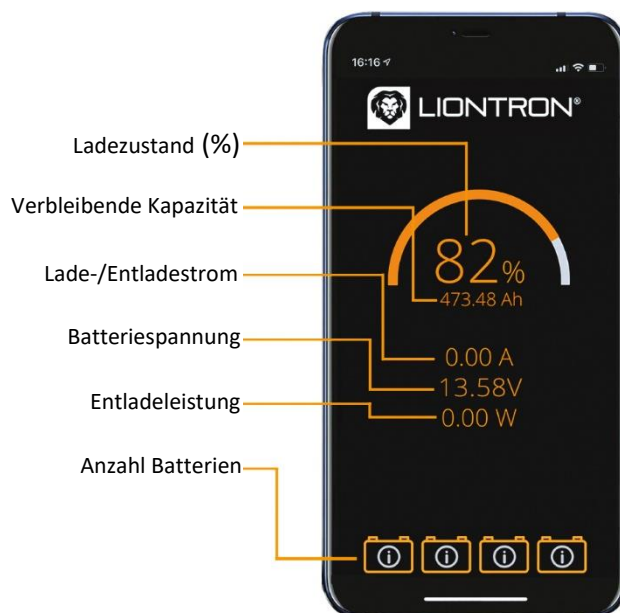 16:16
LIONTRON®
Ladezustand (%)
Verbleibende Kapazität
82%
Lade-/Entladestrom
473.48 Ah
Batteriespannung
0.00 A
13.58V
Entladeleistung
0.00 W
Anzahl Batterien